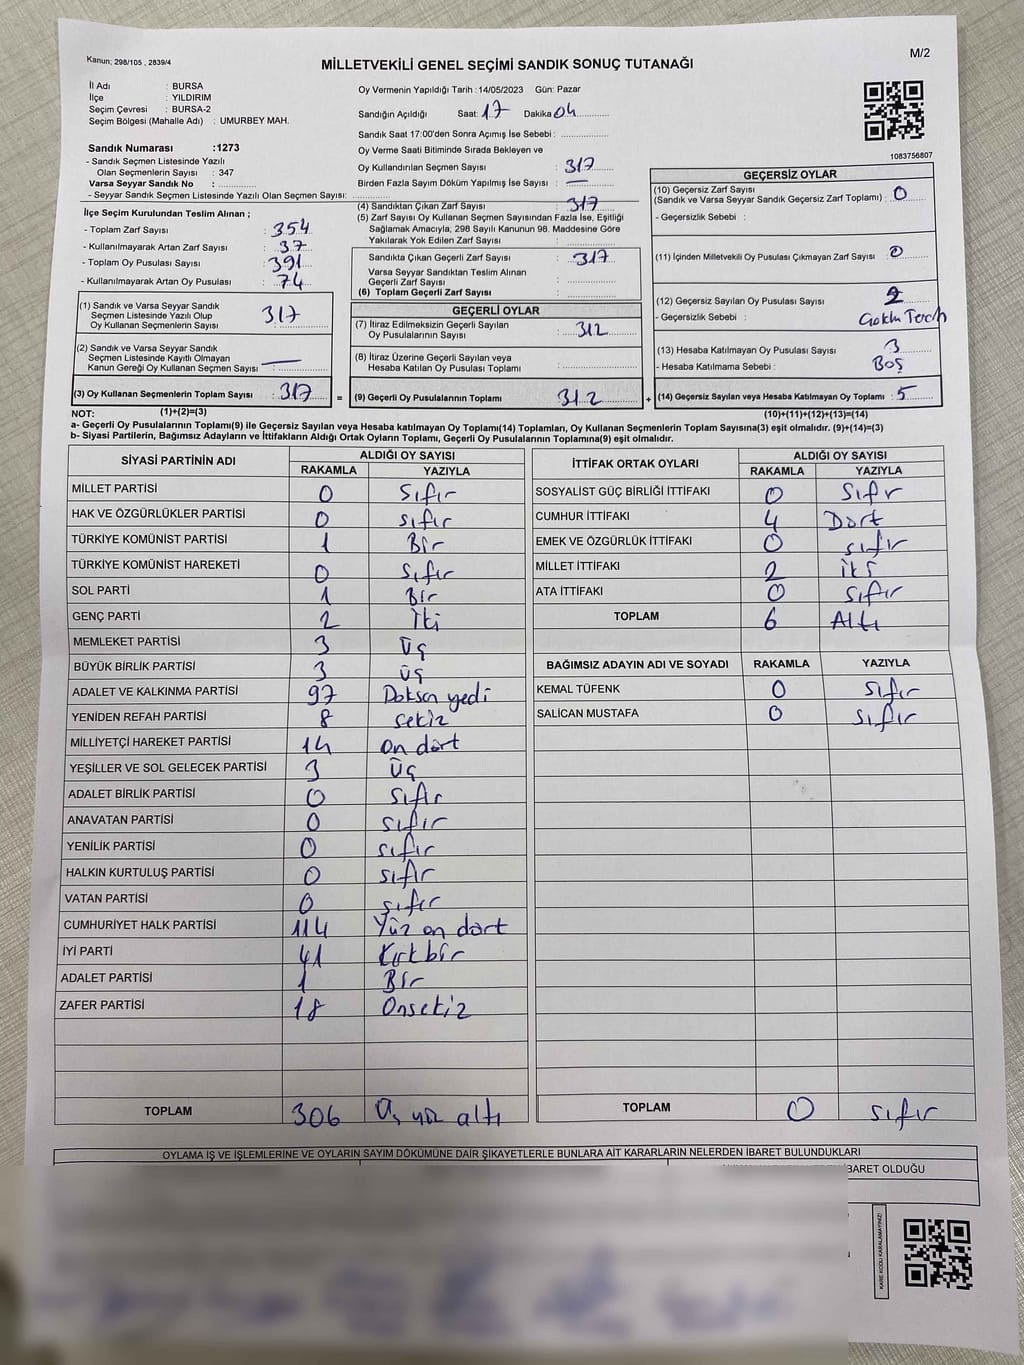 Kanun; 298/105 , 2839/4
M/2
MİLLETVEKİLİ GENEL SEÇİMİ SANDIK SONUÇ TUTANAĞI
İl Adı : BURSA
İlçe : YILDIRIM
Seçim Çevresi : BURSA-2
Seçim Bölgesi (Mahalle Adı) : UMURBEY MAH.
Sandık Numarası :1273
- Sandık Seçmen Listesinde Yazılı
Olan Seçmenlerin Sayısı : 347
Varsa Seyyar Sandık No :
- Seyyar Sandık Seçmen Listesinde Yazılı Olan Seçmen Sayısı:
Oy Vermenin Yapıldığı Tarih : 14/05/2023 Gün: Pazar
Sandığın Açıldığı Saat: 17 Dakika 04
Sandık Saat 17:00'den Sonra Açımış İse Sebebi :
Oy Verme Saati Bitiminde Sırada Bekleyen ve
Oy Kullandırılan Seçmen Sayısı : 317
Birden Fazla Sayım Döküm Yapılmış İse Sayısı : —
1083756807
İlçe Seçim Kurulundan Teslim Alınan ;
- Toplam Zarf Sayısı : 354
- Kullanılmayarak Artan Zarf Sayısı : 37
- Toplam Oy Pusulası Sayısı : 391
- Kullanılmayarak Artan Oy Pusulası : 74
(4) Sandıktan Çıkan Zarf Sayısı : 317
(5) Zarf Sayısı Oy Kullanan Seçmen Sayısından Fazla İse, Eşitliği
Sağlamak Amacıyla, 298 Sayılı Kanunun 98. Maddesine Göre
Yakılarak Yok Edilen Zarf Sayısı :
Sandıkta Çıkan Geçerli Zarf Sayısı : 317
Varsa Seyyar Sandıktan Teslim Alınan
Geçerli Zarf Sayısı :
(6) Toplam Geçerli Zarf Sayısı :
GEÇERSİZ OYLAR
(10) Geçersiz Zarf Sayısı
(Sandık ve Varsa Seyyar Sandık Geçersiz Zarf Toplamı) : 0
- Geçersizlik Sebebi :
(11) İçinden Milletvekili Oy Pusulası Çıkmayan Zarf Sayısı : 0
(12) Geçersiz Sayılan Oy Pusulası Sayısı : 2
- Geçersizlik Sebebi :
(13) Hesaba Katılmayan Oy Pusulası Sayısı : 3
- Hesaba Katılmama Sebebi : Boş
(14) Geçersiz Sayılan veya Hesaba Katılmayan Oy Toplamı : 5
(1) Sandık ve Varsa Seyyar Sandık
Seçmen Listesinde Yazılı Olup
Oy Kullanan Seçmenlerin Sayısı : 317
(2) Sandık ve Varsa Seyyar Sandık
Seçmen Listesinde Kayıtlı Olmayan
Kanun Gereği Oy Kullanan Seçmen Sayısı : —
(3) Oy Kullanan Seçmenlerin Toplam Sayısı : 317
GEÇERLİ OYLAR
(7) İtiraz Edilmeksizin Geçerli Sayılan
Oy Pusulasının Sayısı : 312
(8) İtiraz Üzerine Geçerli Sayılan veya
Hesaba Katılan Oy Pusulası Toplamı :
= (9) Geçerli Oy Pusulalarının Toplamı : 312 +
NOT: (1)+(2)=(3)
(10)+(11)+(12)+(13)=(14)
a- Geçerli Oy Pusulalarının Toplamı(9) ile Geçersiz Sayılan veya Hesaba katılmayan Oy Toplamı(14) Toplamları, Oy Kullanan Seçmenlerin Toplam Sayısına(3) eşit olmalıdır. (9)+(14)=(3)
b- Siyasi Partilerin, Bağımsız Adayların ve İttifakların Aldığı Ortak Oyların Toplamı, Geçerli Oy Pusulalarının Toplamına(9) eşit olmalıdır.
SİYASİ PARTİNİN ADI ALDIĞI OY SAYISI
RAKAMLA YAZIYLA
MİLLET PARTİSİ 0 Sıfır
HAK VE ÖZGÜRLÜKLER PARTİSİ 0 sıfır
TÜRKİYE KOMÜNİST PARTİSİ 1 Bir
TÜRKİYE KOMÜNİST HAREKETİ 0 Sıfır
SOL PARTİ 1 Bir
GENÇ PARTİ 2 İki
MEMLEKET PARTİSİ 3 Üç
BÜYÜK BİRLİK PARTİSİ 3 Üç
ADALET VE KALKINMA PARTİSİ 97 Doksan yedi
YENİDEN REFAH PARTİSİ 8 sekiz
MİLLİYETÇİ HAREKET PARTİSİ 14 on dört
YEŞİLLER VE SOL GELECEK PARTİSİ 3 Üç
ADALET BİRLİK PARTİSİ 0 sıfır
ANAVATAN PARTİSİ 0 sıfır
YENİLİK PARTİSİ 0 sıfır
HALKIN KURTULUŞ PARTİSİ 0 sıfır
VATAN PARTİSİ 0 sıfır
CUMHURİYET HALK PARTİSİ 114 Yüz on dört
İYİ PARTİ 41 Kırkbir
ADALET PARTİSİ 1 Bir
ZAFER PARTİSİ 18 Onsekiz
TOPLAM 306 Üç yüz altı
İTTİFAK ORTAK OYLARI ALDIĞI OY SAYISI
RAKAMLA YAZIYLA
SOSYALİST GÜÇ BİRLİĞİ İTTİFAKI 0 Sıfır
CUMHUR İTTİFAKI 4 Dört
EMEK VE ÖZGÜRLÜK İTTİFAKI 0 sıfır
MİLLET İTTİFAKI 2 iki
ATA İTTİFAKI 0 sıfır
TOPLAM 6 Altı
BAĞIMSIZ ADAYIN ADI VE SOYADI RAKAMLA YAZIYLA
KEMAL TÜFENK 0 sıfır
SALİCAN MUSTAFA 0 sıfır
TOPLAM 0 sıfır
OYLAMA İŞ VE İŞLEMLERİNE VE OYLARIN SAYIM DÖKÜMÜNE DAİR ŞİKAYETLERLE BUNLARA AİT KARARLARIN NELERDEN İBARET BULUNDUKLARI
BARET OLDUĞU
KARE KODU KARALAMAYINIZ!